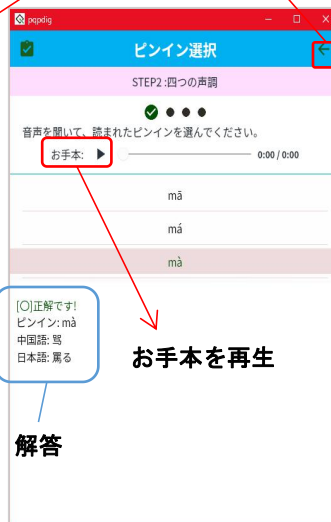 pqpdig
ピンイン選択
STEP2 :四つの声調
音声を聞いて、読まれたピンインを選んでください。
お手本: 0:00 / 0:00
mā
má
mà
[〇]正解です!
ピンイン: mà
中国語: 骂
日本語: 罵る
お手本を再生
解答